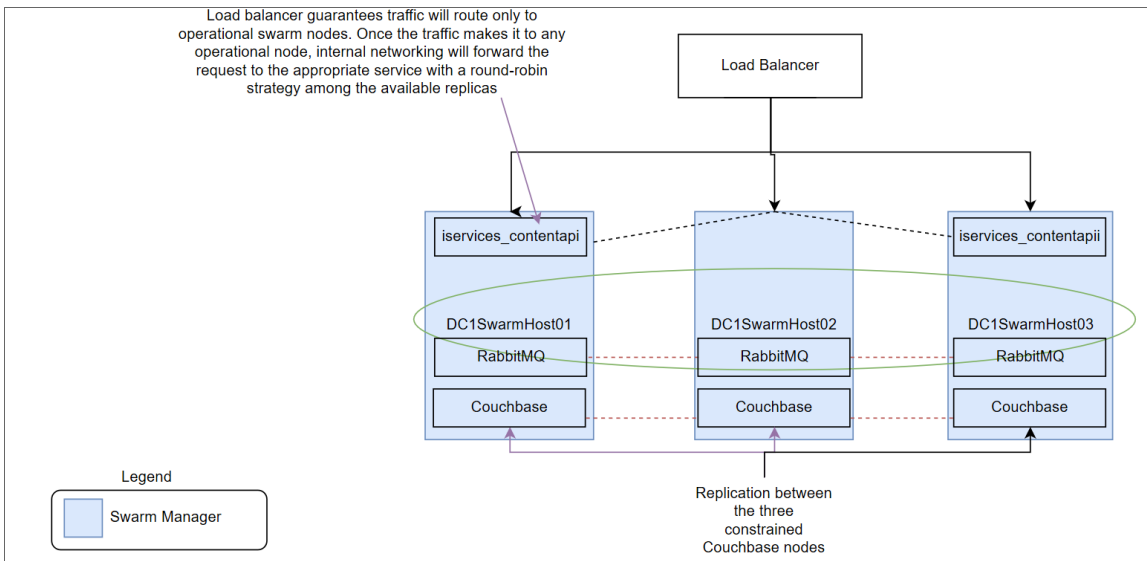 Load balancer guarantees traffic will route only to
operational swarm nodes. Once the traffic makes it to any
operational node, internal networking will forward the
request to the appropriate service with a round-robin
strategy among the available replicas
Load Balancer
iservices_contentapi
iservices_contentapii
DC1SwarmHost01
DC1SwarmHost02
DC1SwarmHost03
RabbitMQ
RabbitMQ
RabbitMQ
Couchbase
Couchbase
Couchbase
Legend
Swarm Manager
Replication between
the three
constrained
Couchbase nodes